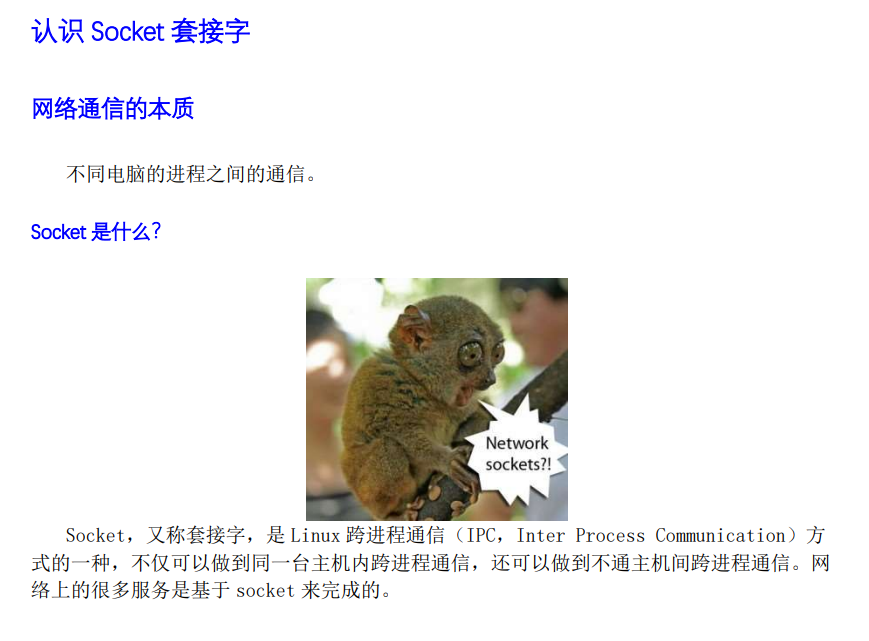 认识 Socket 套接字
网络通信的本质
不同电脑的进程之间的通信。
Socket 是什么？
Network
sockets?!
Socket，又称套接字，是 Linux 跨进程通信（IPC，Inter Process Communication）方
式的一种，不仅可以做到同一台主机内跨进程通信，还可以做到不通主机间跨进程通信。网
络上的很多服务是基于 socket 来完成的。